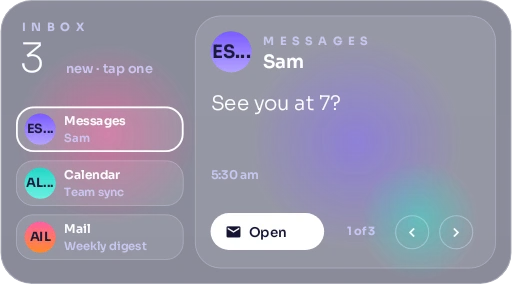 INBOX
3 new · tap one
ES... Messages
Sam
AL... Calendar
Team sync
AIL Mail
Weekly digest
ES... MESSAGES
Sam
See you at 7?
5:30 am
Open
1 of 3